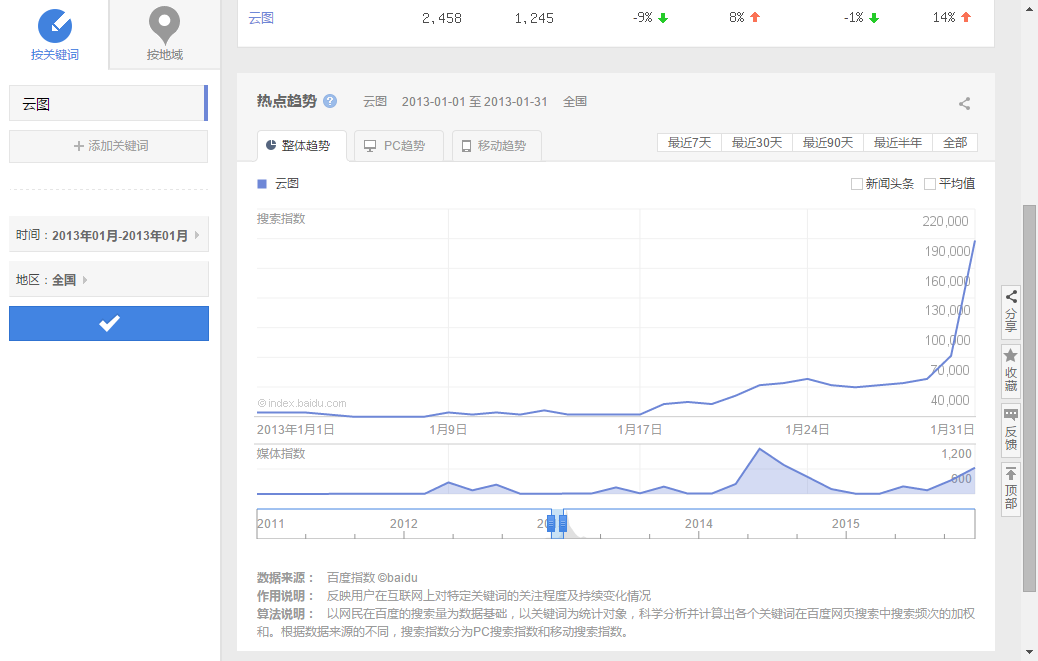 按关键词
按地域
云图
添加关键词
时间：2013年01月-2013年01月
地区：全国
云图 2,458 1,245 -9% 8% -1% 14%
热点趋势 ? 云图 2013-01-01 至 2013-01-31 全国
整体趋势 PC趋势 移动趋势
最近7天 最近30天 最近90天 最近半年 全部
云图
新闻头条 平均值
搜索指数
220,000
190,000
160,000
130,000
100,000
70,000
40,000
©index.baidu.com
2013年1月1日 1月9日 1月17日 1月24日 1月31日
媒体指数
1,200
600
2011 2012 2014 2015
数据来源： 百度指数 ©baidu
作用说明： 反映用户在互联网上对特定关键词的关注程度及持续变化情况
算法说明： 以网民在百度的搜索量为数据基础，以关键词为统计对象，科学分析并计算出各个关键词在百度网页搜索中搜索频次的加权
和。根据数据来源的不同，搜索指数分为PC搜索指数和移动搜索指数。
分享
收藏
反馈
顶部